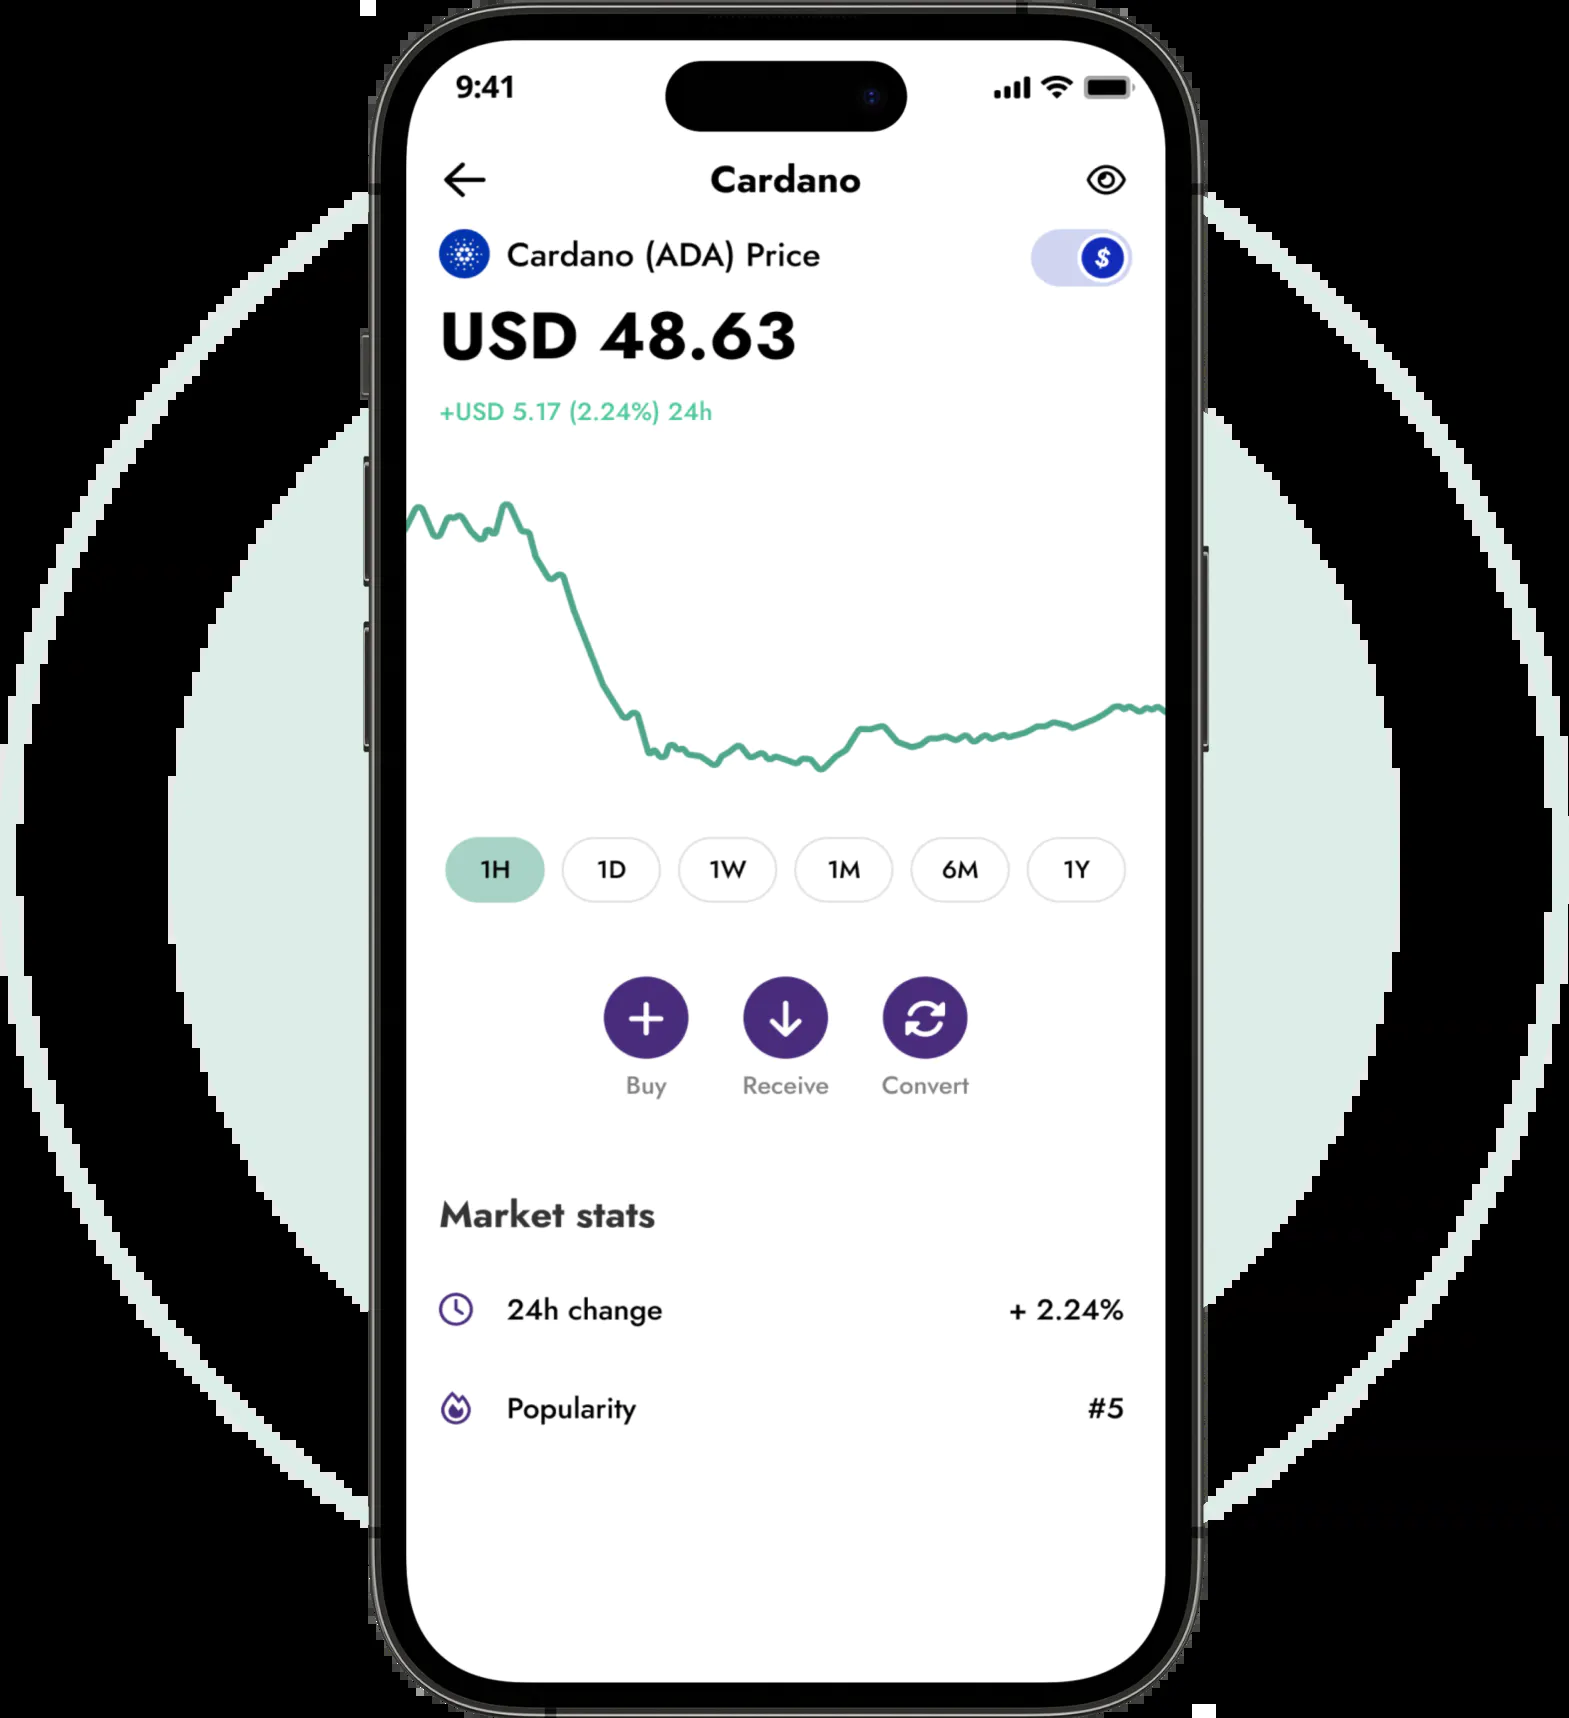 9:41
Cardano
Cardano (ADA) Price
$
USD 48.63
+USD 5.17 (2.24%) 24h
1H 1D 1W 1M 6M 1Y
Buy Receive Convert
Market stats
24h change + 2.24%
Popularity #5